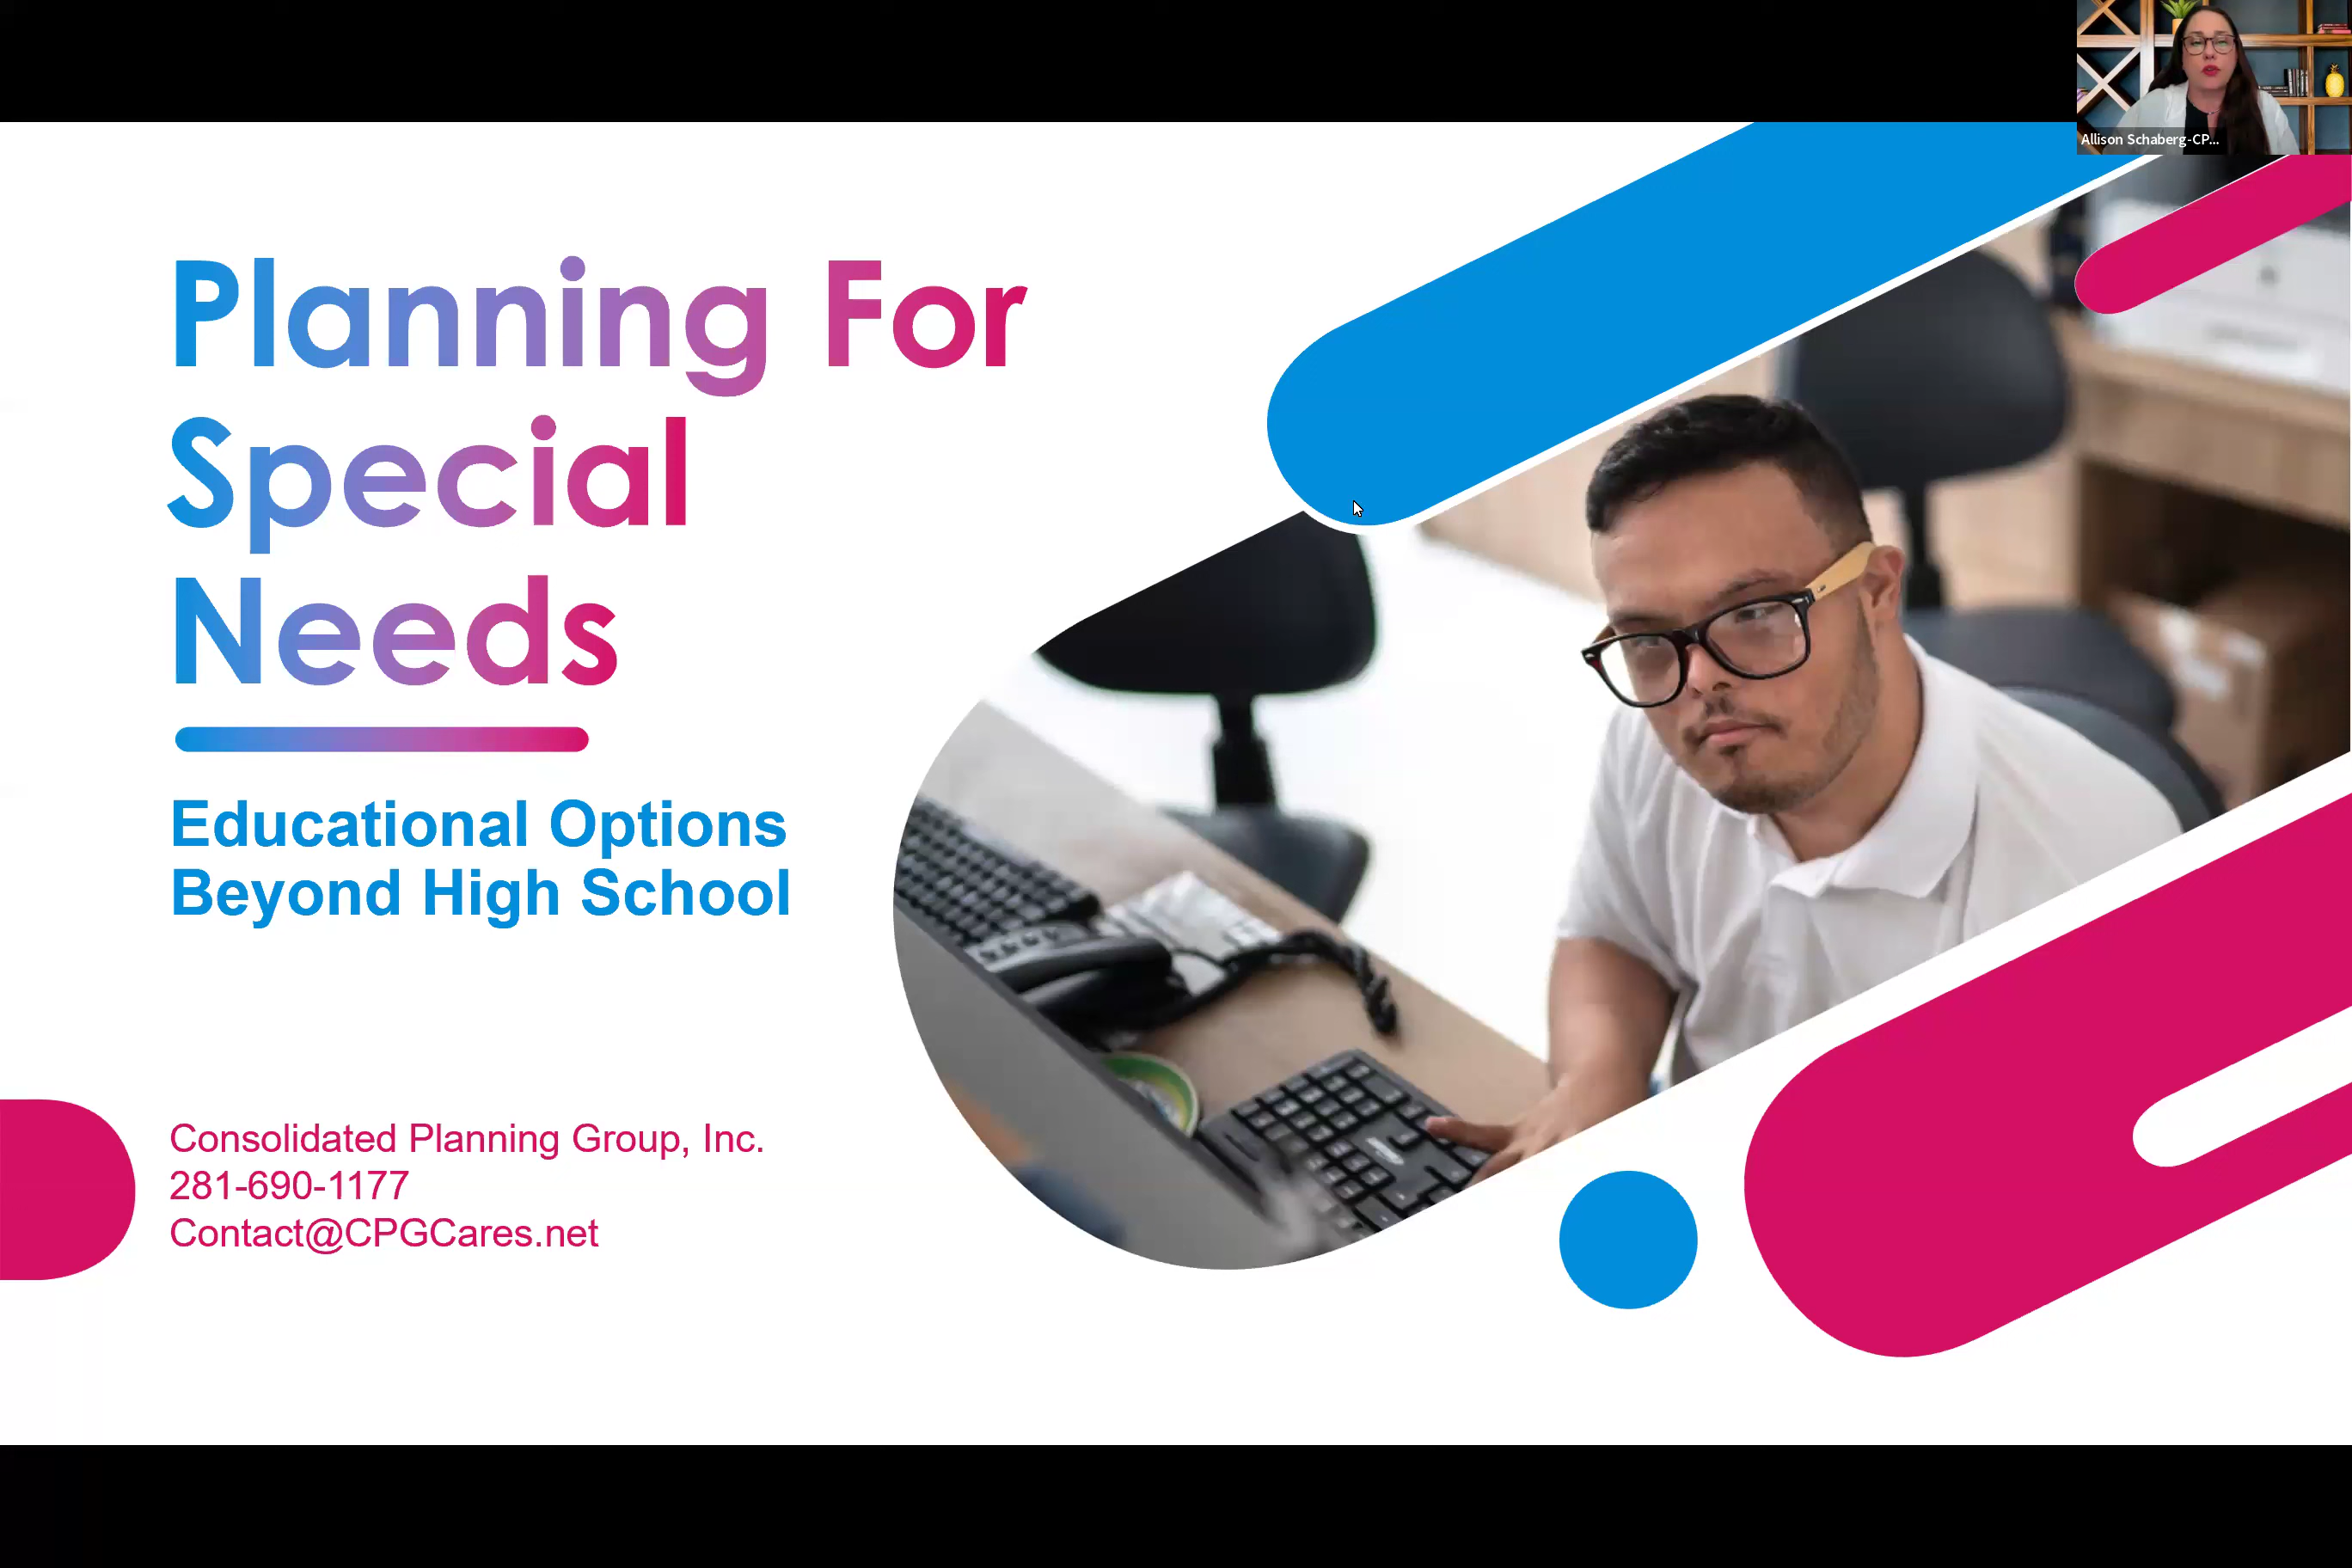 Allison Schaberg-CP...
Planning For
Special
Needs
Educational Options
Beyond High School
Consolidated Planning Group, Inc.
281-690-1177
Contact@CPGCares.net